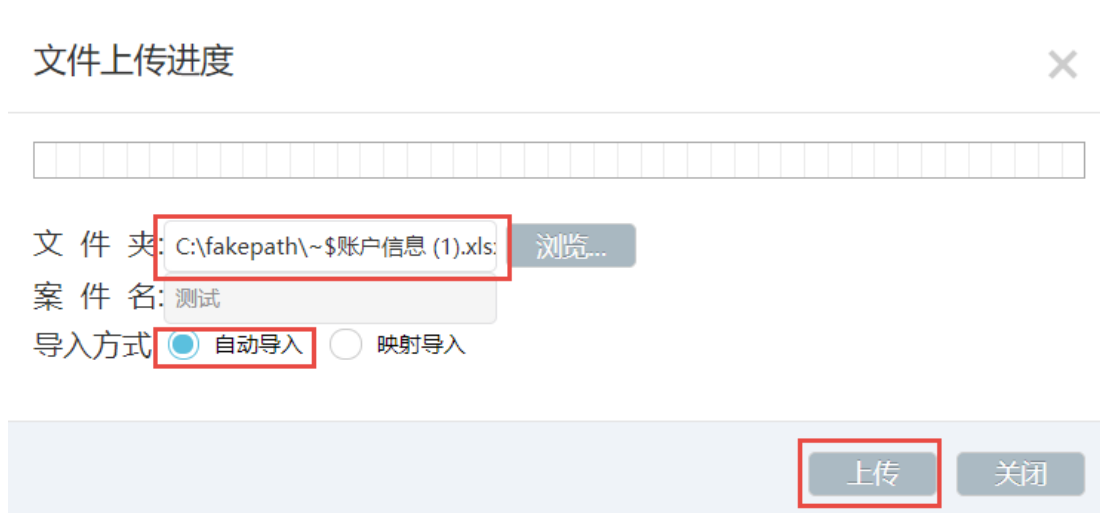 文件上传进度
文 件 夹: C:\fakepath\~$账户信息 (1).xls 浏览...
案 件 名: 测试
导入方式 自动导入 映射导入
上传 关闭